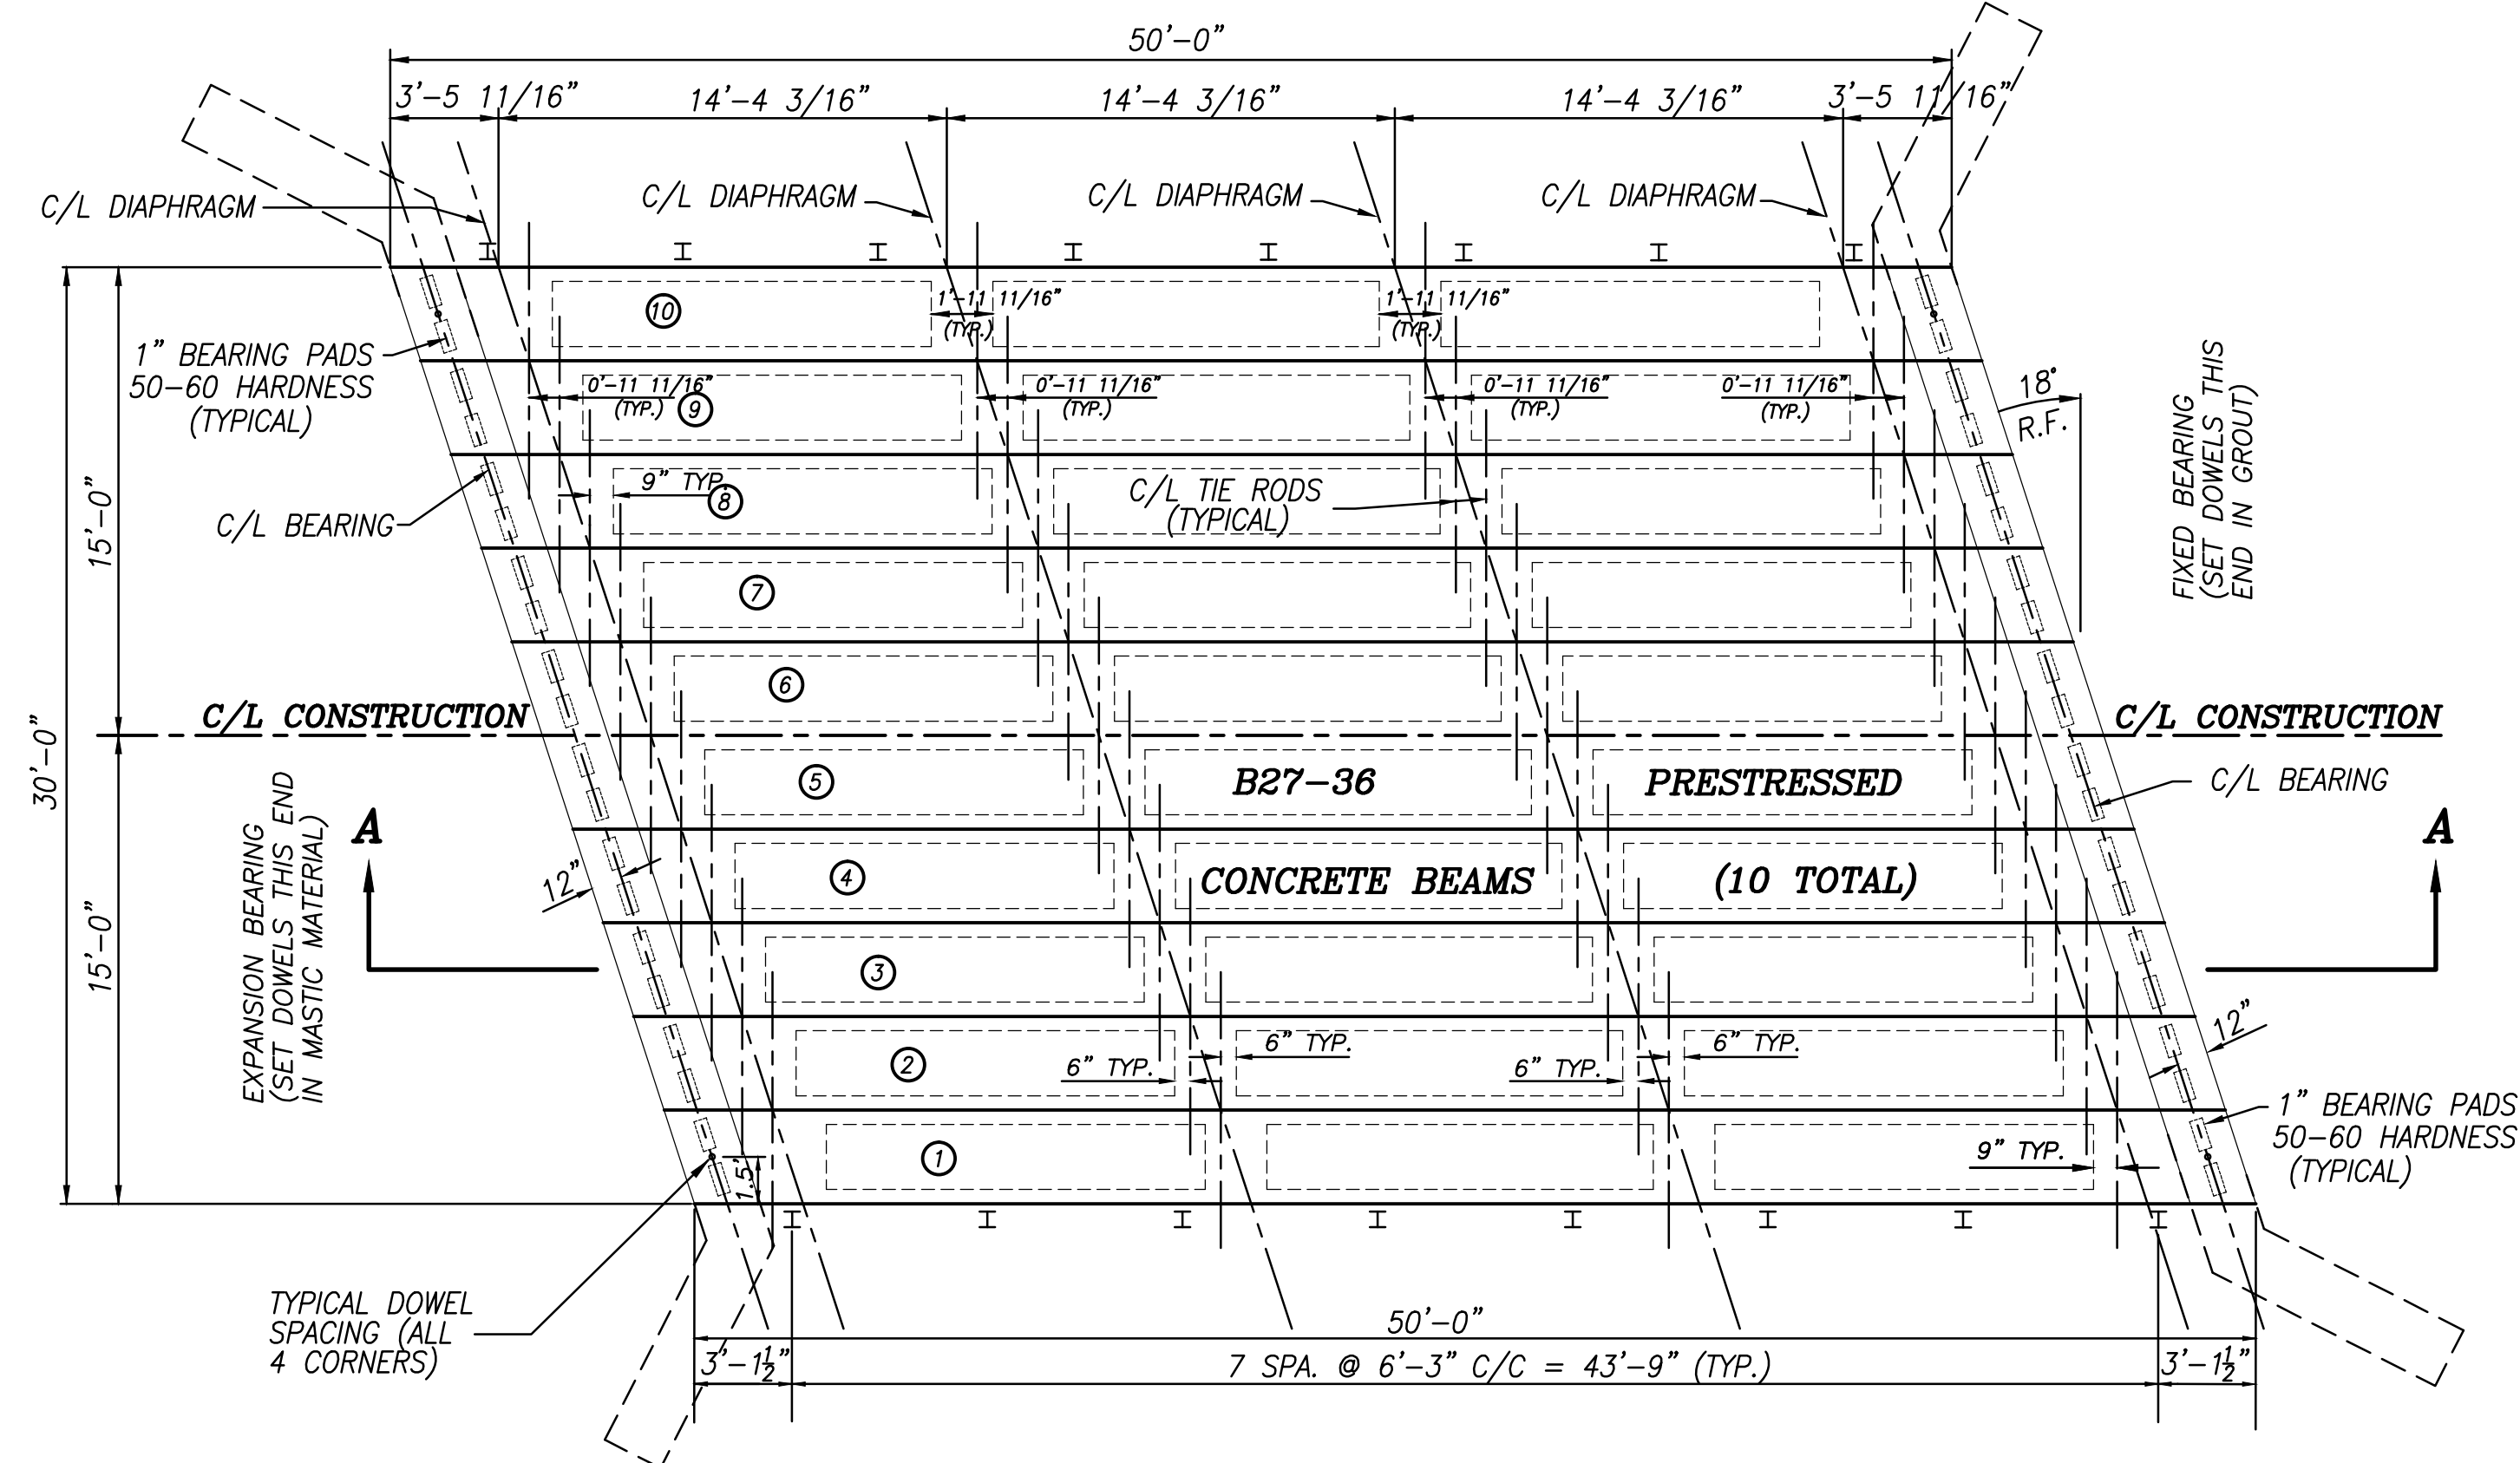 50'-0"
3'-5 11/16"
14'-4 3/16"
14'-4 3/16"
14'-4 3/16"
3'-5 11/16"
C/L DIAPHRAGM
C/L DIAPHRAGM
C/L DIAPHRAGM
C/L DIAPHRAGM
10
1'-11 11/16"
(TYP.)
1'-11 11/16"
(TYP.)
1" BEARING PADS
50-60 HARDNESS
(TYPICAL)
0'-11 11/16"
(TYP.)
9
0'-11 11/16"
(TYP.)
0'-11 11/16"
(TYP.)
0'-11 11/16"
(TYP.)
18°
R.F.
FIXED BEARING
(SET DOWELS THIS
END IN GROUT)
9" TYP.
8
C/L TIE RODS
(TYPICAL)
C/L BEARING
15'-0"
7
6
30'-0"
C/L CONSTRUCTION
C/L CONSTRUCTION
5
B27-36
PRESTRESSED
C/L BEARING
A
A
EXPANSION BEARING
(SET DOWELS THIS END
IN MASTIC MATERIAL)
12"
4
CONCRETE BEAMS
(10 TOTAL)
15'-0"
3
12"
2
6" TYP.
6" TYP.
6" TYP.
6" TYP.
1" BEARING PADS
50-60 HARDNESS
(TYPICAL)
1
1.5'
9" TYP.
TYPICAL DOWEL
SPACING (ALL
4 CORNERS)
50'-0"
3'-1½"
7 SPA. @ 6'-3" C/C = 43'-9" (TYP.)
3'-1½"